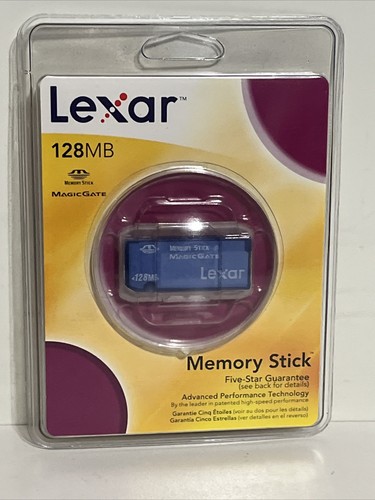 Lexar™
128MB
MEMORY STICK
MAGICGATE
MEMORY STICK
MAGICGATE
128MB
Lexar
Memory Stick™
Five-Star Guarantee
(see back for details)
Advanced Performance Technology
By the leader in patented high-speed performance
Garantie Cinq Étoiles (voir au dos pour les détails)
Garantía Cinco Estrellas (ver detalles en el reverso)